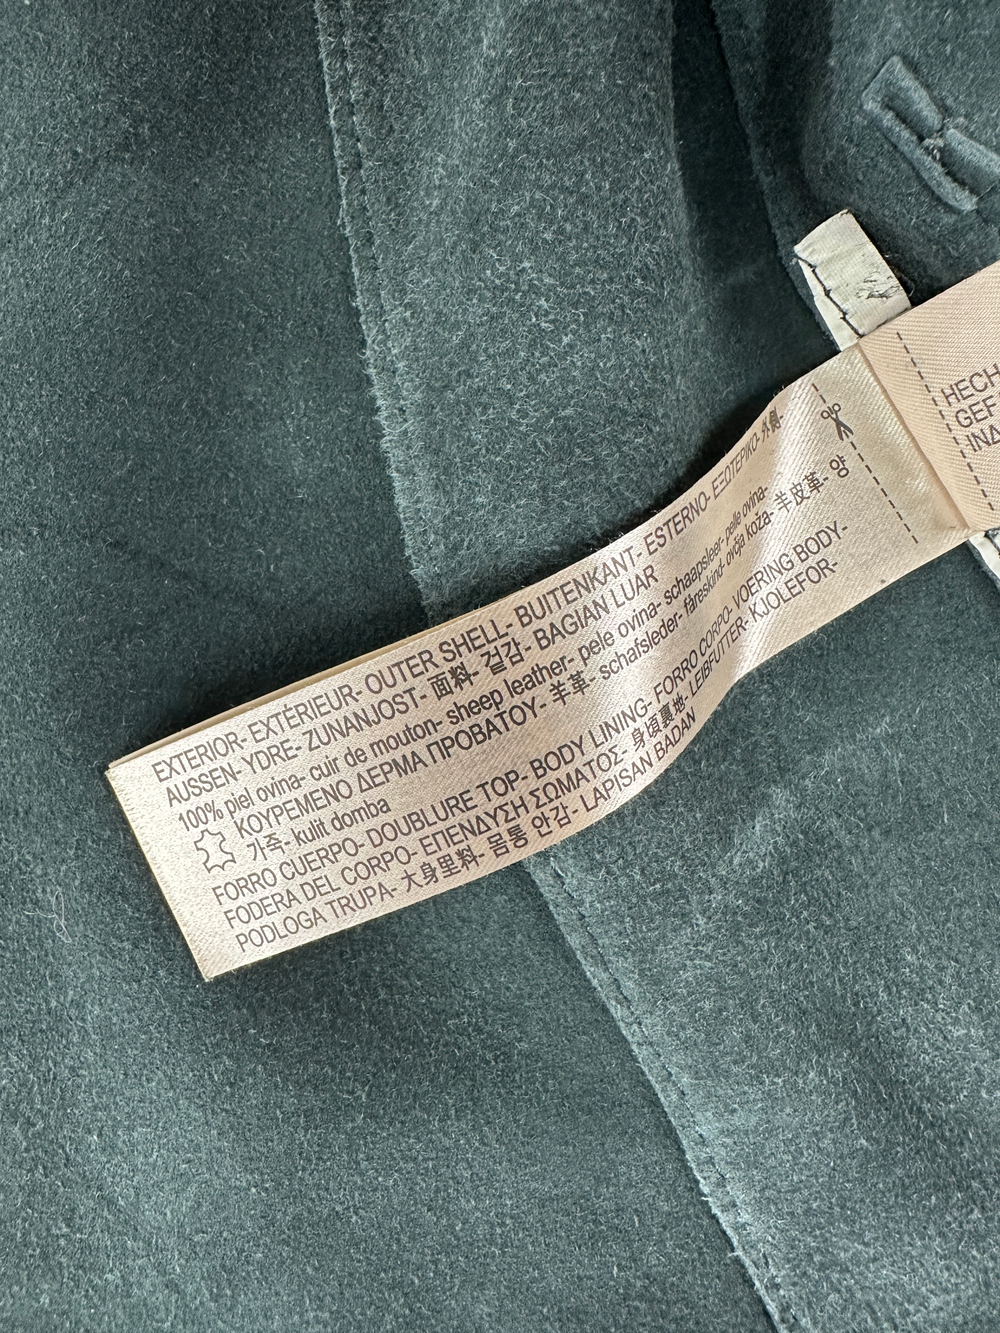 EXTERIOR- EXTÉRIEUR- OUTER SHELL- BUITENKANT- ESTERNO- ΕΞΩΤΕΡΙΚΟ- 外側-
AUSSEN- YDRE- ZUNANJOST- 面料- 겉감- BAGIAN LUAR
100% piel ovina- cuir de mouton- sheep leather- pele ovina- schaapsleer- pelle ovina-
ΚΟΥΡΕΜΕΝΟ ΔΕΡΜΑ ΠΡΟΒΑΤΟΥ- 羊革- schafsleder- fåreskind- ovčja koža- 羊皮革- 양
가죽- kulit domba
FORRO CUERPO- DOUBLURE TOP- BODY LINING- FORRO CORPO- VOERING BODY-
FODERA DEL CORPO- ΕΠΕΝΔΥΣΗ ΣΩΜΑΤΟΣ- 身頃裏地- LEIBFUTTER- KJOLEFOR-
PODLOGA TRUPA- 大身里料- 몸통 안감- LAPISAN BADAN
HECH
GEF
ΙΝΔ